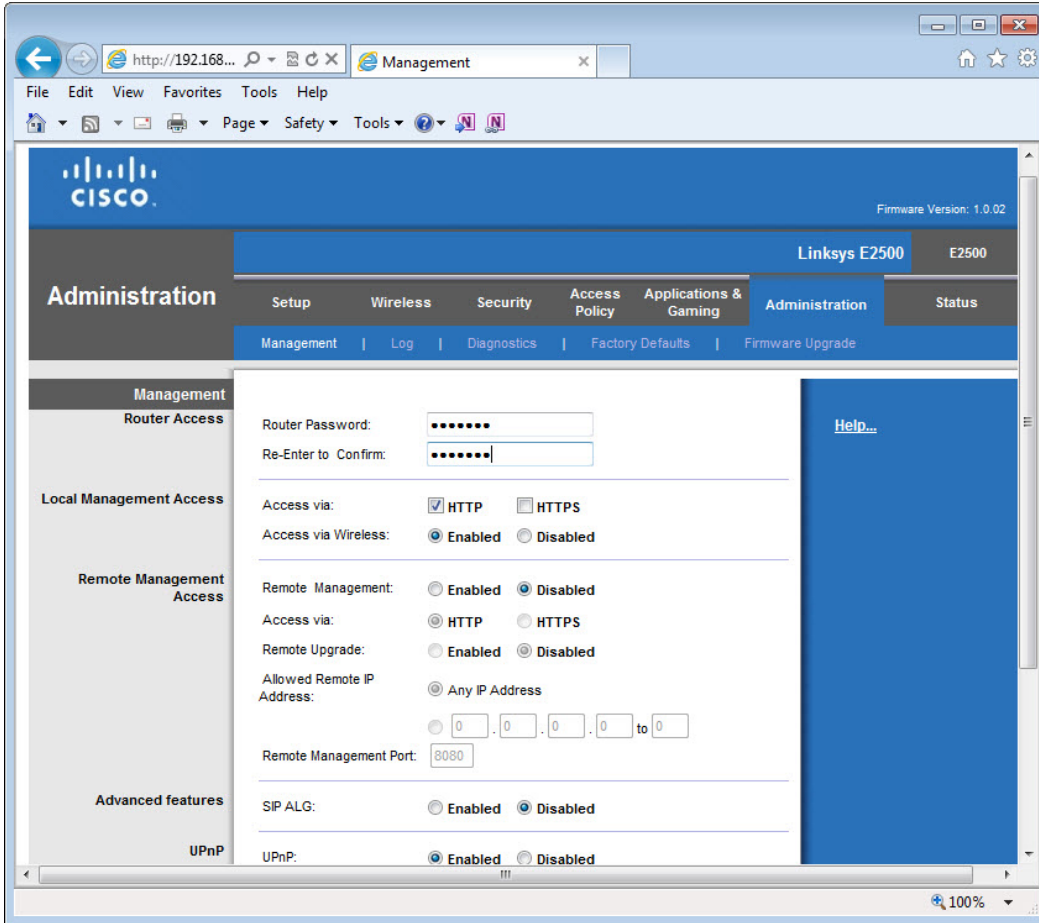 http://192.168...
Management
File Edit View Favorites Tools Help
Page Safety Tools
CISCO
Firmware Version: 1.0.02
Linksys E2500 E2500
Administration
Setup Wireless Security Access Policy Applications & Gaming Administration Status
Management | Log | Diagnostics | Factory Defaults | Firmware Upgrade
Management
Router Access
Router Password: •••••••
Re-Enter to Confirm: •••••••
Help...
Local Management Access
Access via: HTTP HTTPS
Access via Wireless: Enabled Disabled
Remote Management Access
Remote Management: Enabled Disabled
Access via: HTTP HTTPS
Remote Upgrade: Enabled Disabled
Allowed Remote IP Address: Any IP Address
0 . 0 . 0 . 0 to 0
Remote Management Port: 8080
Advanced features
SIP ALG: Enabled Disabled
UPnP
UPnP: Enabled Disabled
100%